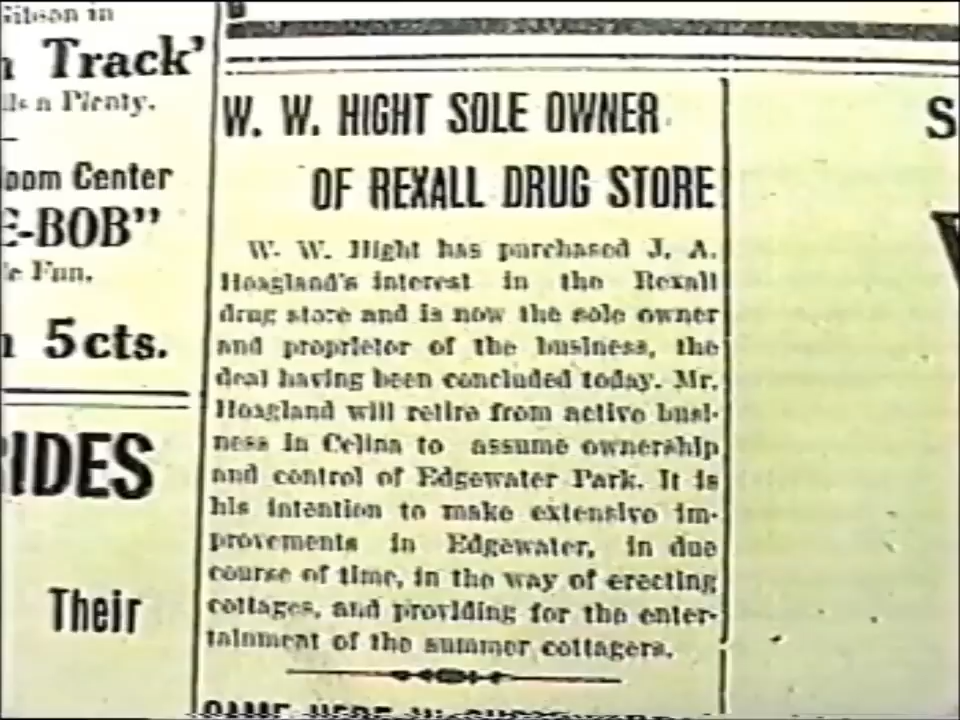 Gibson in
Track'
n Plenty.
oom Center
E-BOB"
Fun.
5cts.
IDES
Their
W. W. HIGHT SOLE OWNER
OF REXALL DRUG STORE
W. W. Hight has purchased J. A.
Hoagland's interest in the Rexall
drug store and is now the sole owner
and proprietor of the business, the
deal having been concluded today. Mr.
Hoagland will retire from active busi-
ness in Celina to assume ownership
and control of Edgewater Park. It is
his intention to make extensive im-
provements in Edgewater, in due
course of time, in the way of erecting
cottages, and providing for the enter-
tainment of the summer cottagers.
S